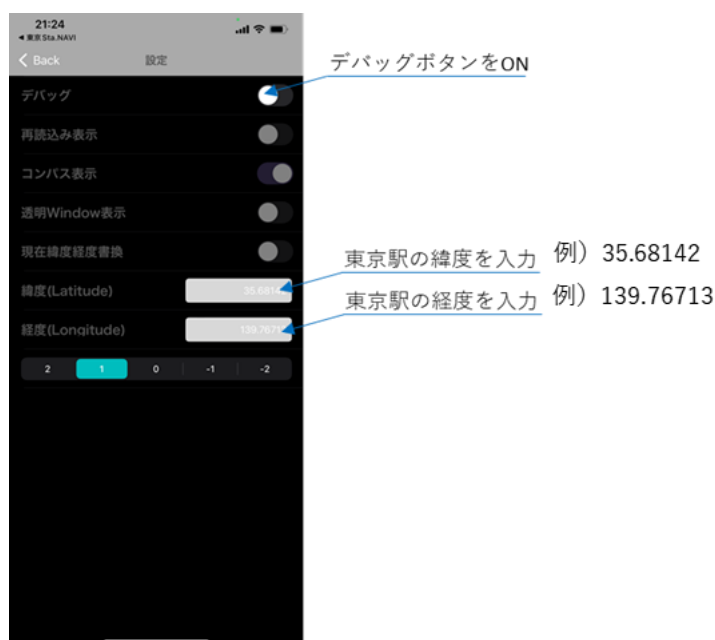 21:24
◀ 東京Sta.NAVI
Back 設定
デバッグボタンをON
デバッグ
再読込み表示
コンパス表示
透明Window表示
現在緯度経度書換
東京駅の緯度を入力 例）35.68142
緯度(Latitude) 35.68142
東京駅の経度を入力 例）139.76713
経度(Longitude) 139.76713
2 1 0 -1 -2